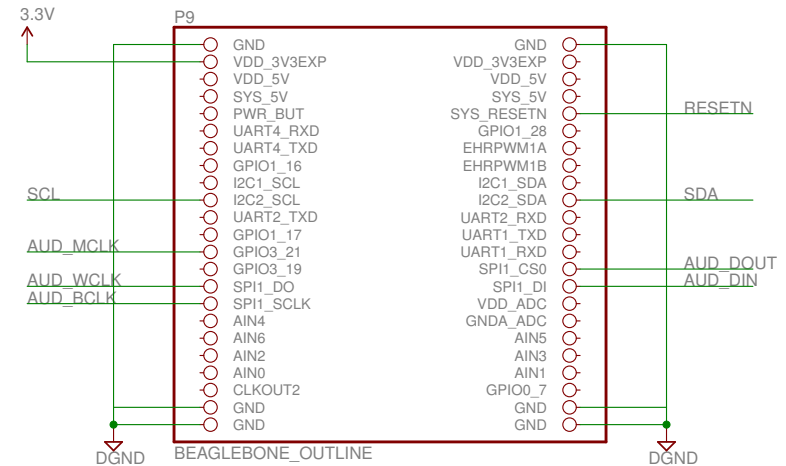 3.3V
P9
GND GND
VDD_3V3EXP VDD_3V3EXP
VDD_5V VDD_5V
SYS_5V SYS_5V
PWR_BUT SYS_RESETN RESETN
UART4_RXD GPIO1_28
UART4_TXD EHRPWM1A
GPIO1_16 EHRPWM1B
I2C1_SCL I2C1_SDA
SCL I2C2_SCL I2C2_SDA SDA
UART2_TXD UART2_RXD
GPIO1_17 UART1_TXD
AUD_MCLK GPIO3_21 UART1_RXD
GPIO3_19 SPI1_CS0 AUD_DOUT
AUD_WCLK SPI1_DO SPI1_DI AUD_DIN
AUD_BCLK SPI1_SCLK VDD_ADC
AIN4 GNDA_ADC
AIN6 AIN5
AIN2 AIN3
AIN0 AIN1
CLKOUT2 GPIO0_7
GND GND
GND GND
DGND BEAGLEBONE_OUTLINE DGND